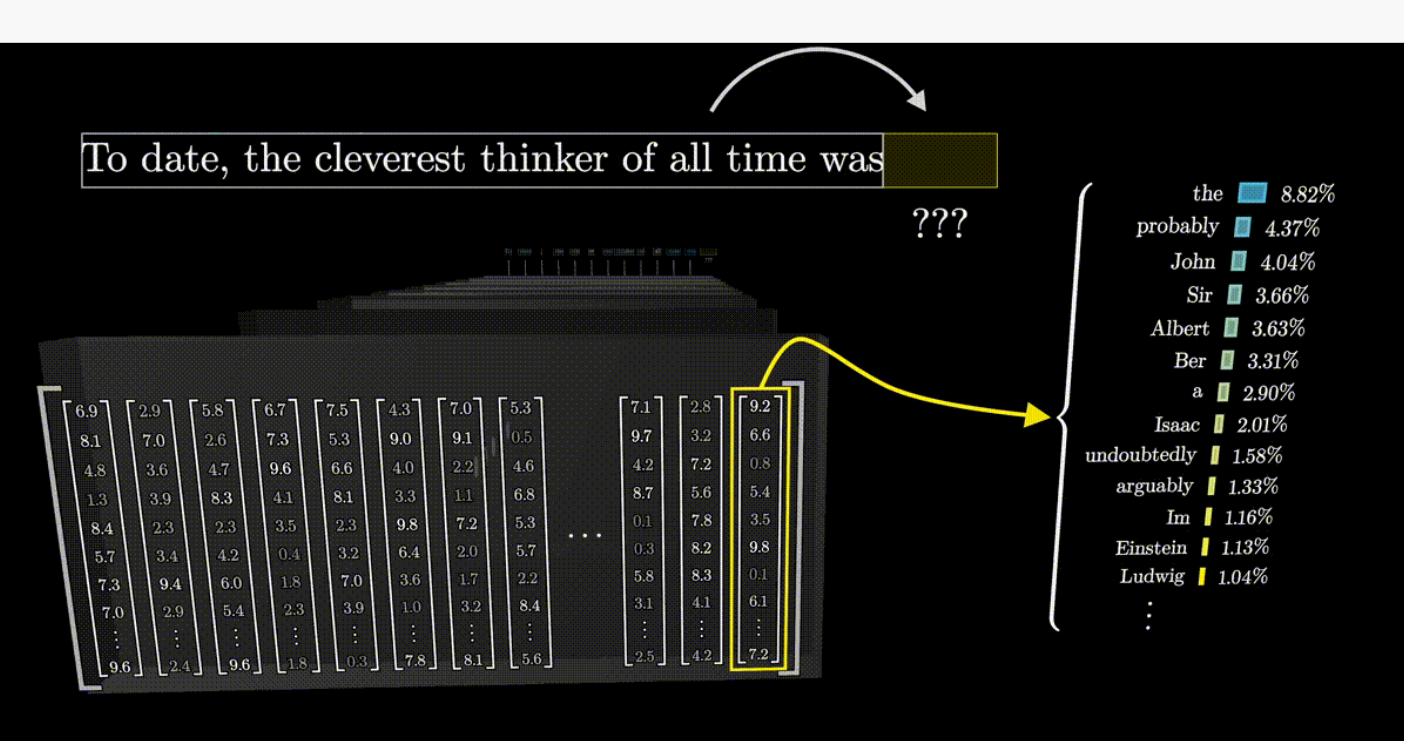 To date, the cleverest thinker of all time was
???
the 8.82%
probably 4.37%
John 4.04%
Sir 3.66%
Albert 3.63%
Ber 3.31%
a 2.90%
Isaac 2.01%
undoubtedly 1.58%
arguably 1.33%
Im 1.16%
Einstein 1.13%
Ludwig 1.04%
⋮
6.9 2.9 5.8 6.7 7.5 4.3 7.0 5.3 7.1 2.8 9.2
8.1 7.0 2.6 7.3 5.3 9.0 9.1 0.5 9.7 3.2 6.6
4.8 3.6 4.7 9.6 6.6 4.0 2.2 4.6 4.2 7.2 0.8
1.3 3.9 8.3 4.1 8.1 3.3 1.1 6.8 8.7 5.6 5.4
8.4 2.3 2.3 3.5 2.3 9.8 7.2 5.3 ... 0.1 7.8 3.5
5.7 3.4 4.2 0.4 3.2 6.4 2.0 5.7 0.3 8.2 9.8
7.3 9.4 6.0 1.8 7.0 3.6 1.7 2.2 5.8 8.3 0.1
7.0 2.9 5.4 2.3 3.9 1.0 3.2 8.4 3.1 4.1 6.1
⋮ ⋮ ⋮ ⋮ ⋮ ⋮ ⋮ ⋮ ⋮ ⋮ ⋮
9.6 2.4 9.6 1.8 0.3 7.8 8.1 5.6 2.5 4.2 7.2